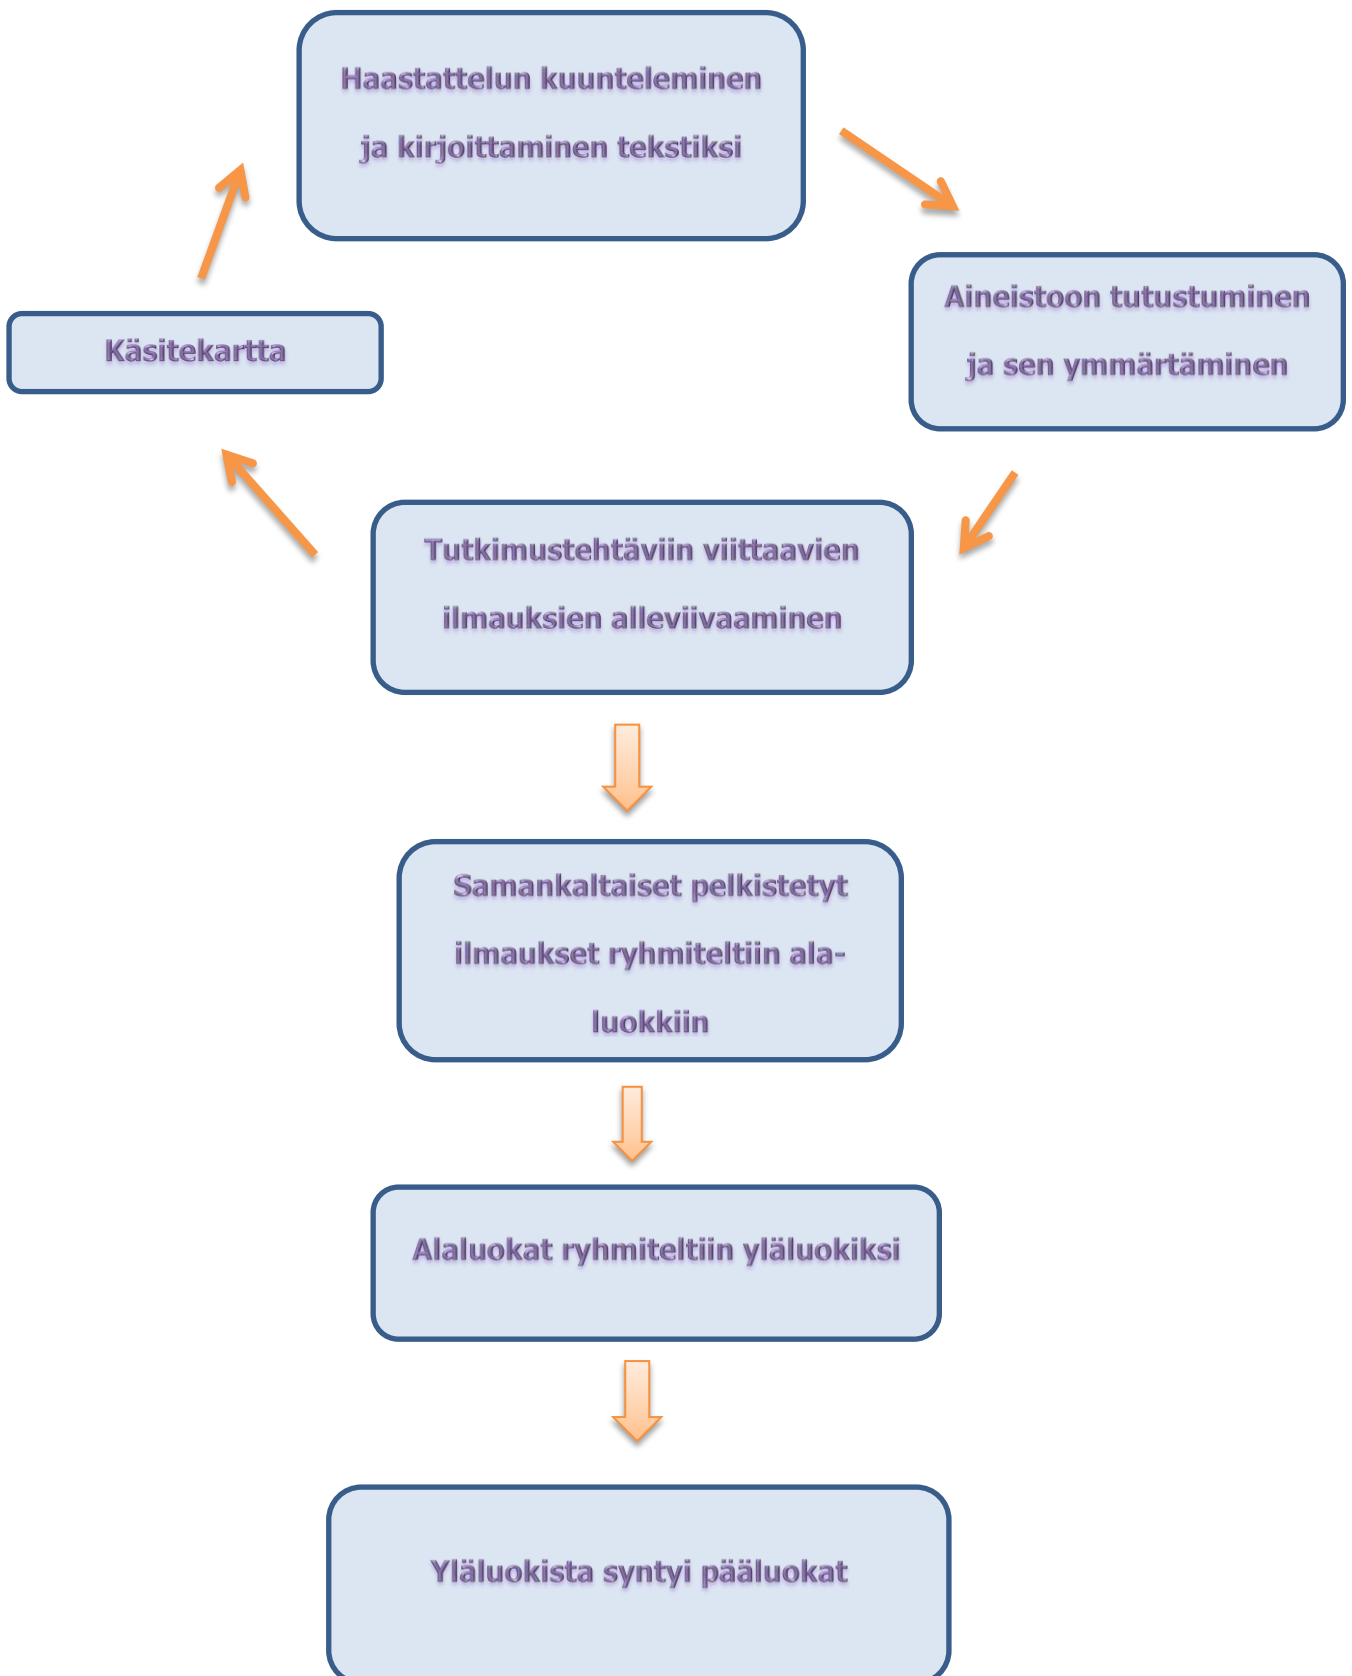 Haastattelun kuunteleminen
ja kirjoittaminen tekstiksi
Aineistoon tutustuminen
ja sen ymmärtäminen
Käsitekartta
Tutkimustehtäviin viittaavien
ilmauksien alleviivaaminen
Samankaltaiset pelkistetyt
ilmaukset ryhmiteltiin ala-
luokkiin
Alaluokat ryhmiteltiin yläluokiksi
Yläluokista syntyi pääluokat